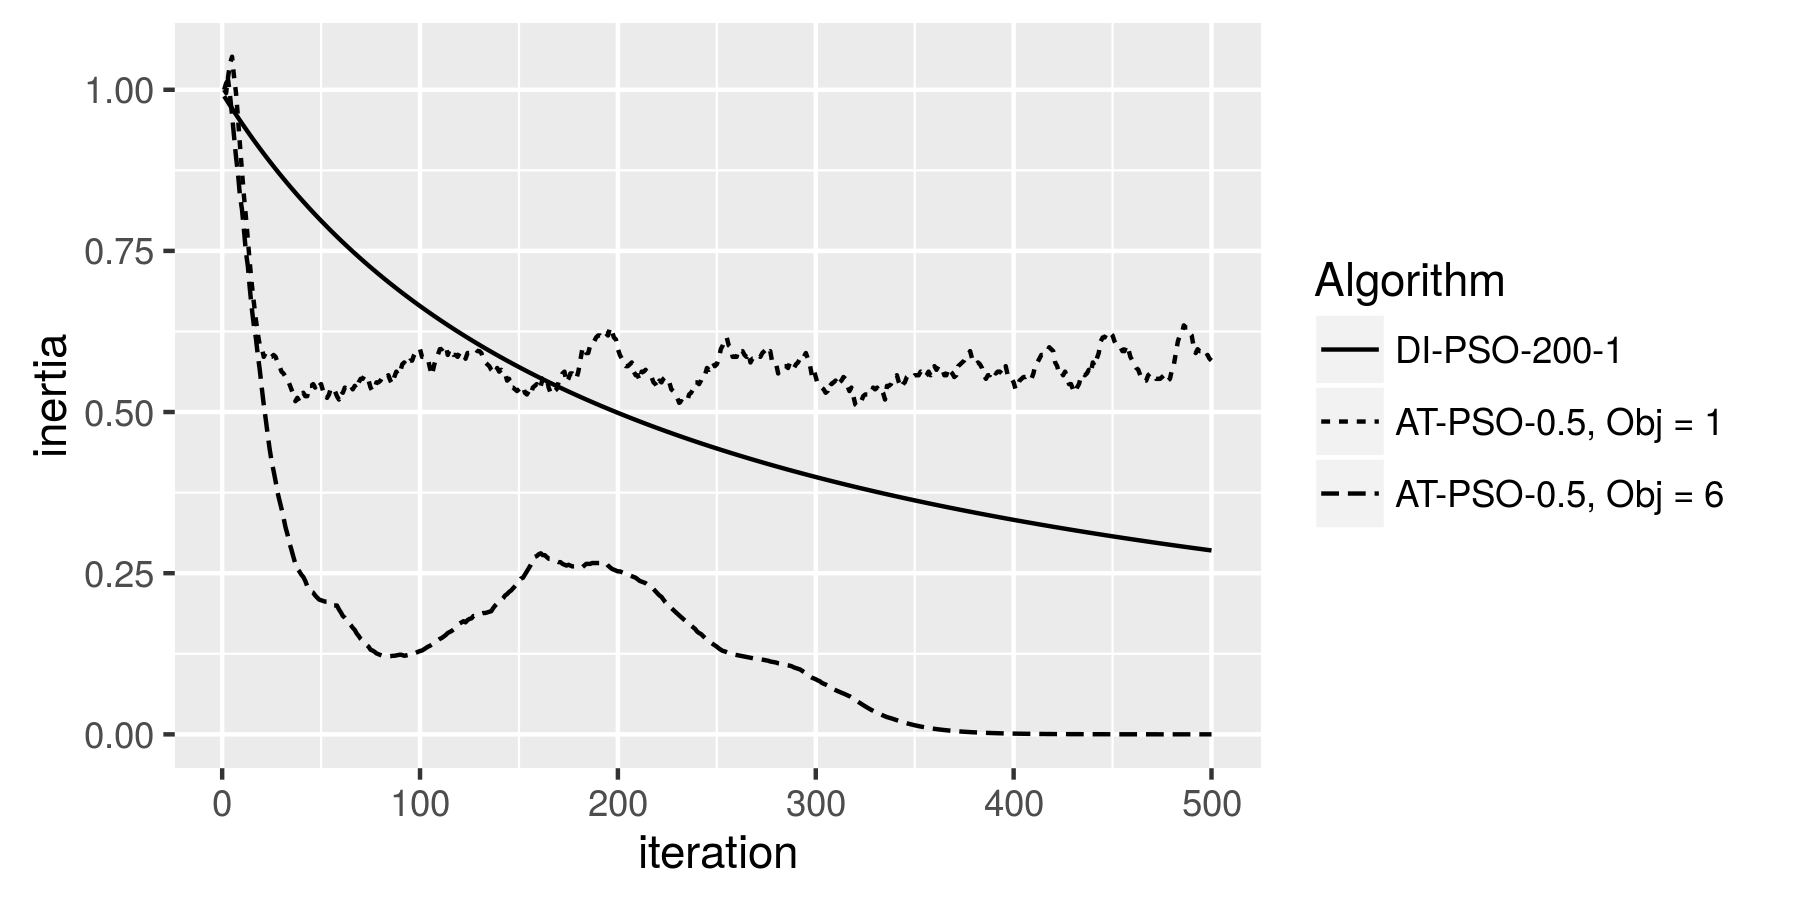 1.00
0.75
0.50
0.25
0.00
inertia
0 100 200 300 400 500
iteration
Algorithm
DI-PSO-200-1
AT-PSO-0.5, Obj = 1
AT-PSO-0.5, Obj = 6